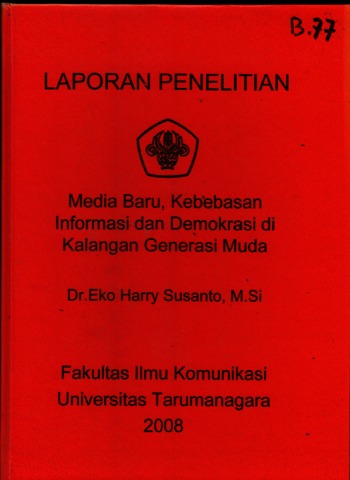 B.77
LAPORAN PENELITIAN
Media Baru, Kebebasan
Informasi dan Demokrasi di
Kalangan Generasi Muda
Dr.Eko Harry Susanto, M.Si
Fakultas Ilmu Komunikasi
Universitas Tarumanagara
2008